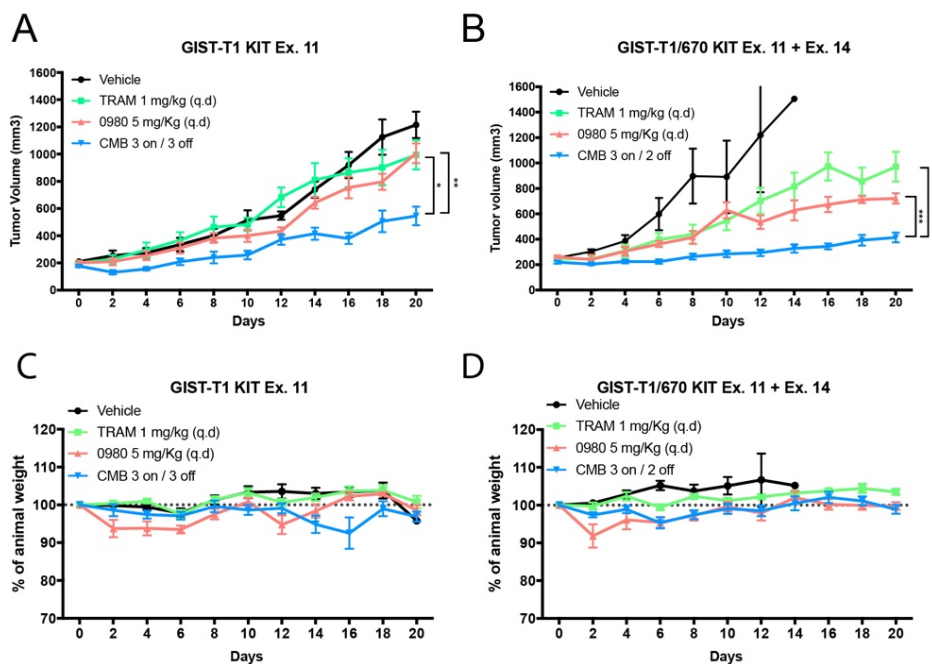 A
GIST-T1 KIT Ex. 11
Tumor Volume (mm3)
1600
1400
1200
1000
800
600
400
200
0
Vehicle
TRAM 1 mg/kg (q.d)
0980 5 mg/Kg (q.d)
CMB 3 on / 3 off
*
**
0 2 4 6 8 10 12 14 16 18 20
Days
B
GIST-T1/670 KIT Ex. 11 + Ex. 14
Tumor volume (mm3)
1600
1400
1200
1000
800
600
400
200
0
Vehicle
TRAM 1 mg/kg (q.d)
0980 5 mg/Kg (q.d)
CMB 3 on / 2 off
***
0 2 4 6 8 10 12 14 16 18 20
Days
C
GIST-T1 KIT Ex. 11
% of animal weight
120
110
100
90
80
70
Vehicle
TRAM 1 mg/kg (q.d)
0980 5 mg/Kg (q.d)
CMB 3 on / 3 off
0 2 4 6 8 10 12 14 16 18 20
Days
D
GIST-T1/670 KIT Ex. 11 + Ex. 14
% of animal weight
120
110
100
90
80
70
Vehicle
TRAM 1 mg/kg (q.d)
0980 5 mg/Kg (q.d)
CMB 3 on / 2 off
0 2 4 6 8 10 12 14 16 18 20
Days